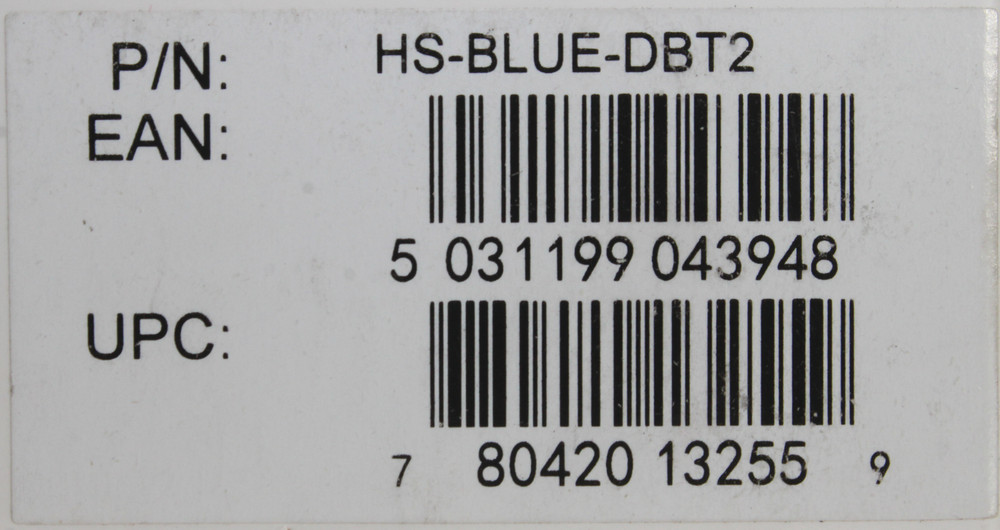 P/N: HS-BLUE-DBT2
EAN:
5 031199 043948
UPC:
7 80420 13255 9